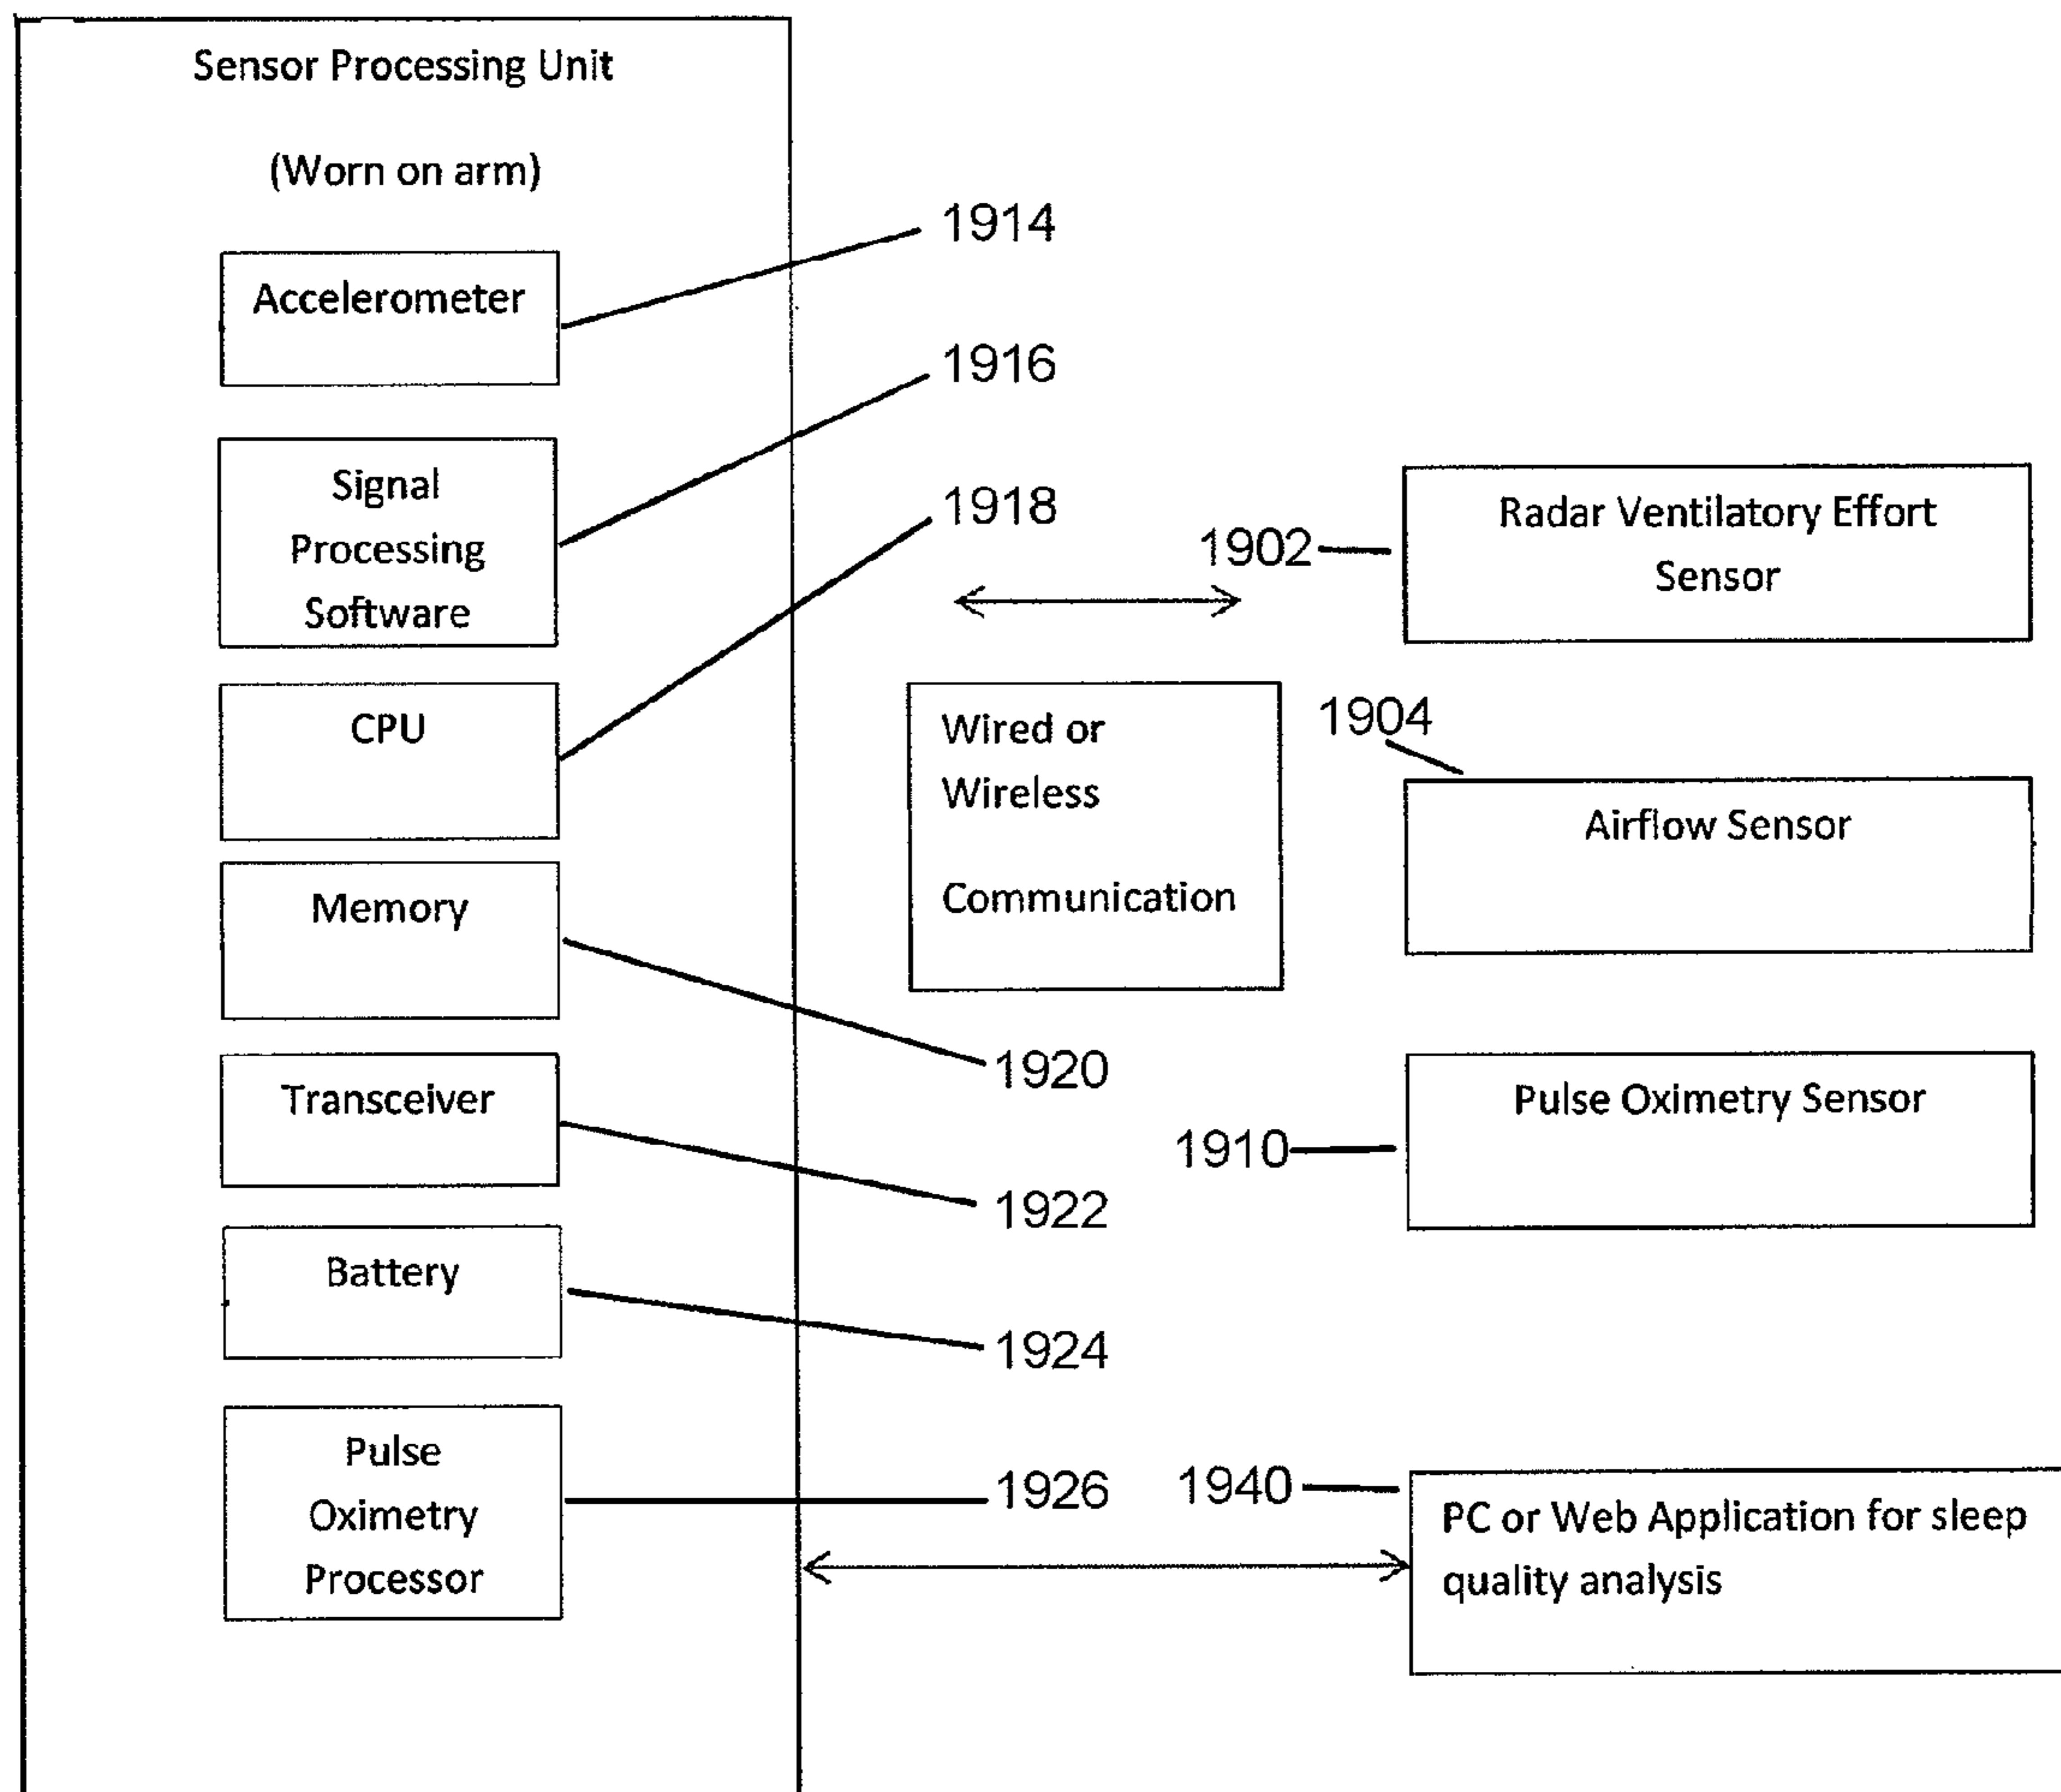 Sensor Processing Unit
(Worn on arm)
1914
Accelerometer
1916
Signal
Processing
Software
1918
1902
Radar Ventilatory Effort
Sensor
CPU
Wired or
Wireless
Communication
1904
Airflow Sensor
Memory
1920
Transceiver
Pulse Oximetry Sensor
1910
1922
Battery
1924
Pulse
Oximetry
Processor
1926
1940
PC or Web Application for sleep
quality analysis